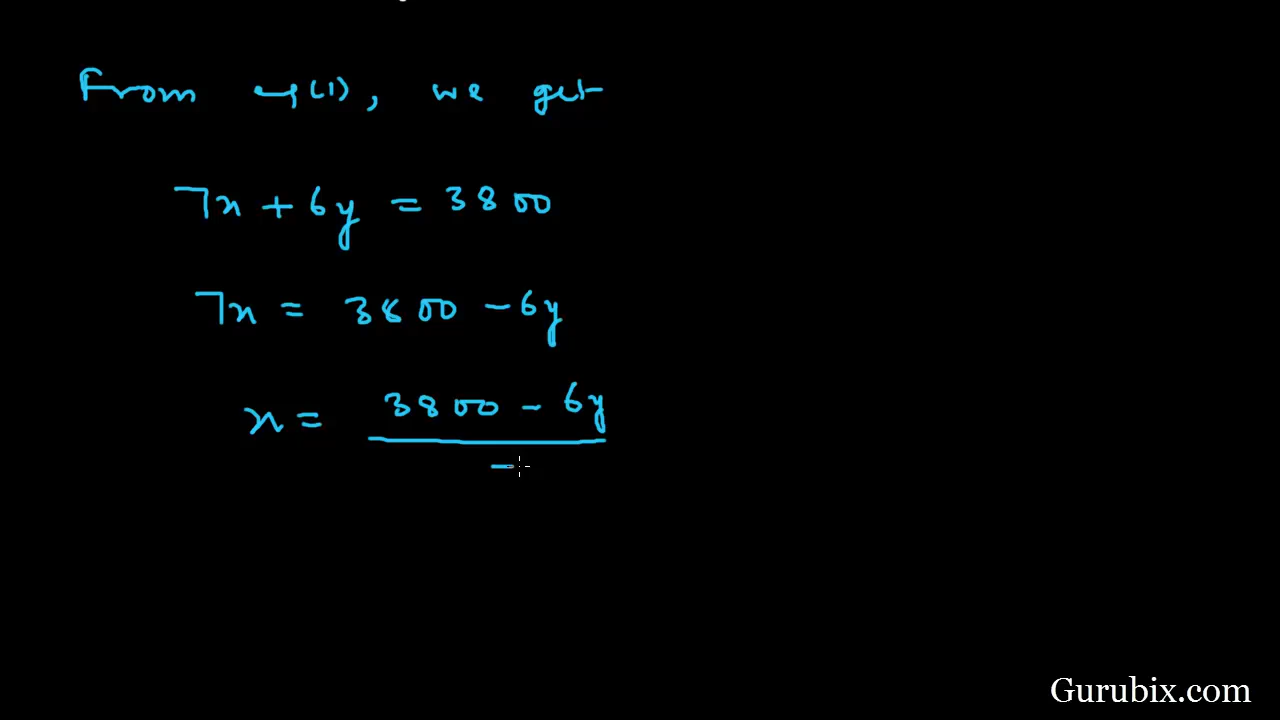 From eq(1), we get
7x + 6y = 3800
7x = 3800 - 6y
x = 3800 - 6y
Gurubix.com